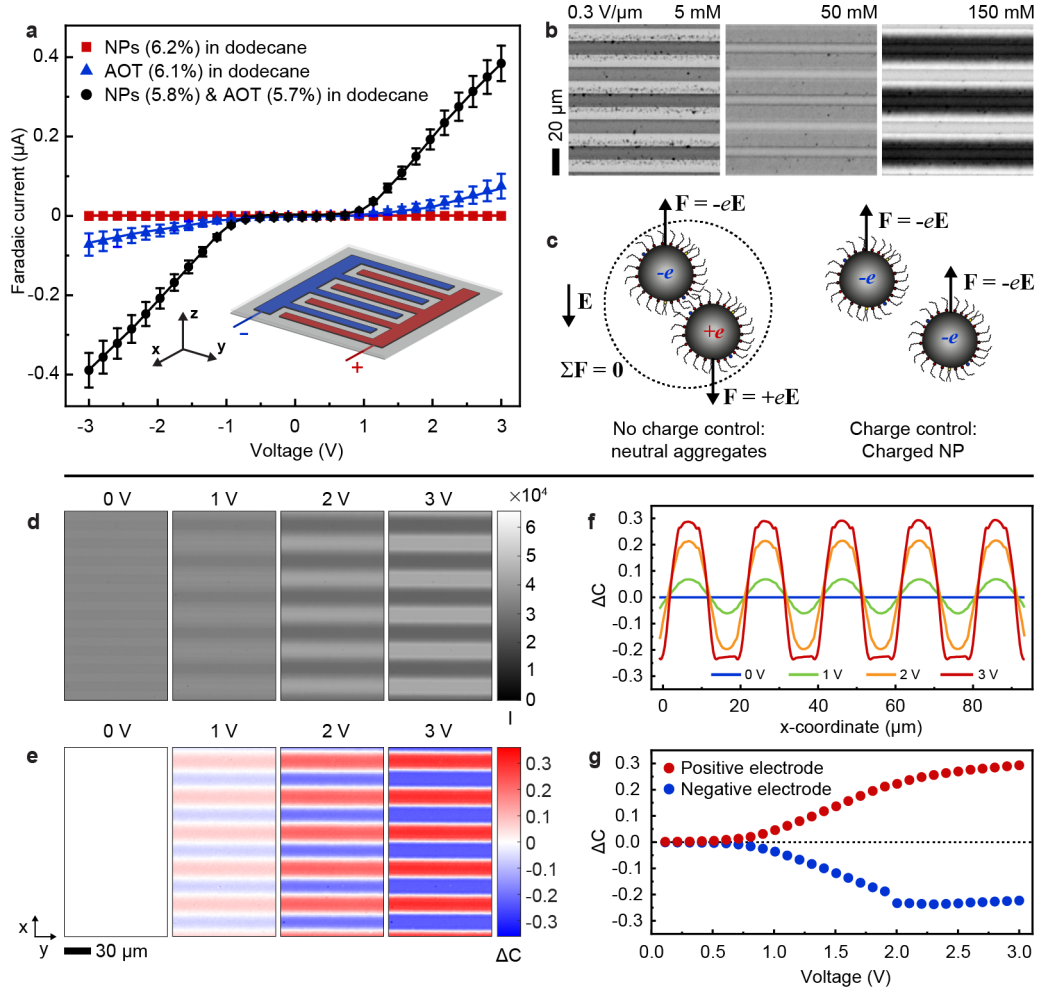 a
NPs (6.2%) in dodecane
AOT (6.1%) in dodecane
NPs (5.8%) & AOT (5.7%) in dodecane
0.4
0.2
0
-0.2
-0.4
Faradaic current (µA)
-3
-2
-1
0
1
2
3
Voltage (V)
z
x
y
−
+
b
0.3 V/µm
5 mM
50 mM
150 mM
20 µm
c
F = -eE
-e
+e
E
ΣF = 0
F = +eE
No charge control:
neutral aggregates
F = -eE
-e
F = -eE
-e
Charge control:
Charged NP
d
0 V
1 V
2 V
3 V
×10⁴
6
5
4
3
2
1
0
I
e
0 V
1 V
2 V
3 V
0.3
0.2
0.1
0
-0.1
-0.2
-0.3
ΔC
x
y
30 µm
f
0.3
0.2
0.1
0.0
-0.1
-0.2
-0.3
ΔC
0 V
1 V
2 V
3 V
0
20
40
60
80
x-coordinate (µm)
g
Positive electrode
Negative electrode
0.3
0.2
0.1
0.0
-0.1
-0.2
-0.3
ΔC
0.0
0.5
1.0
1.5
2.0
2.5
3.0
Voltage (V)